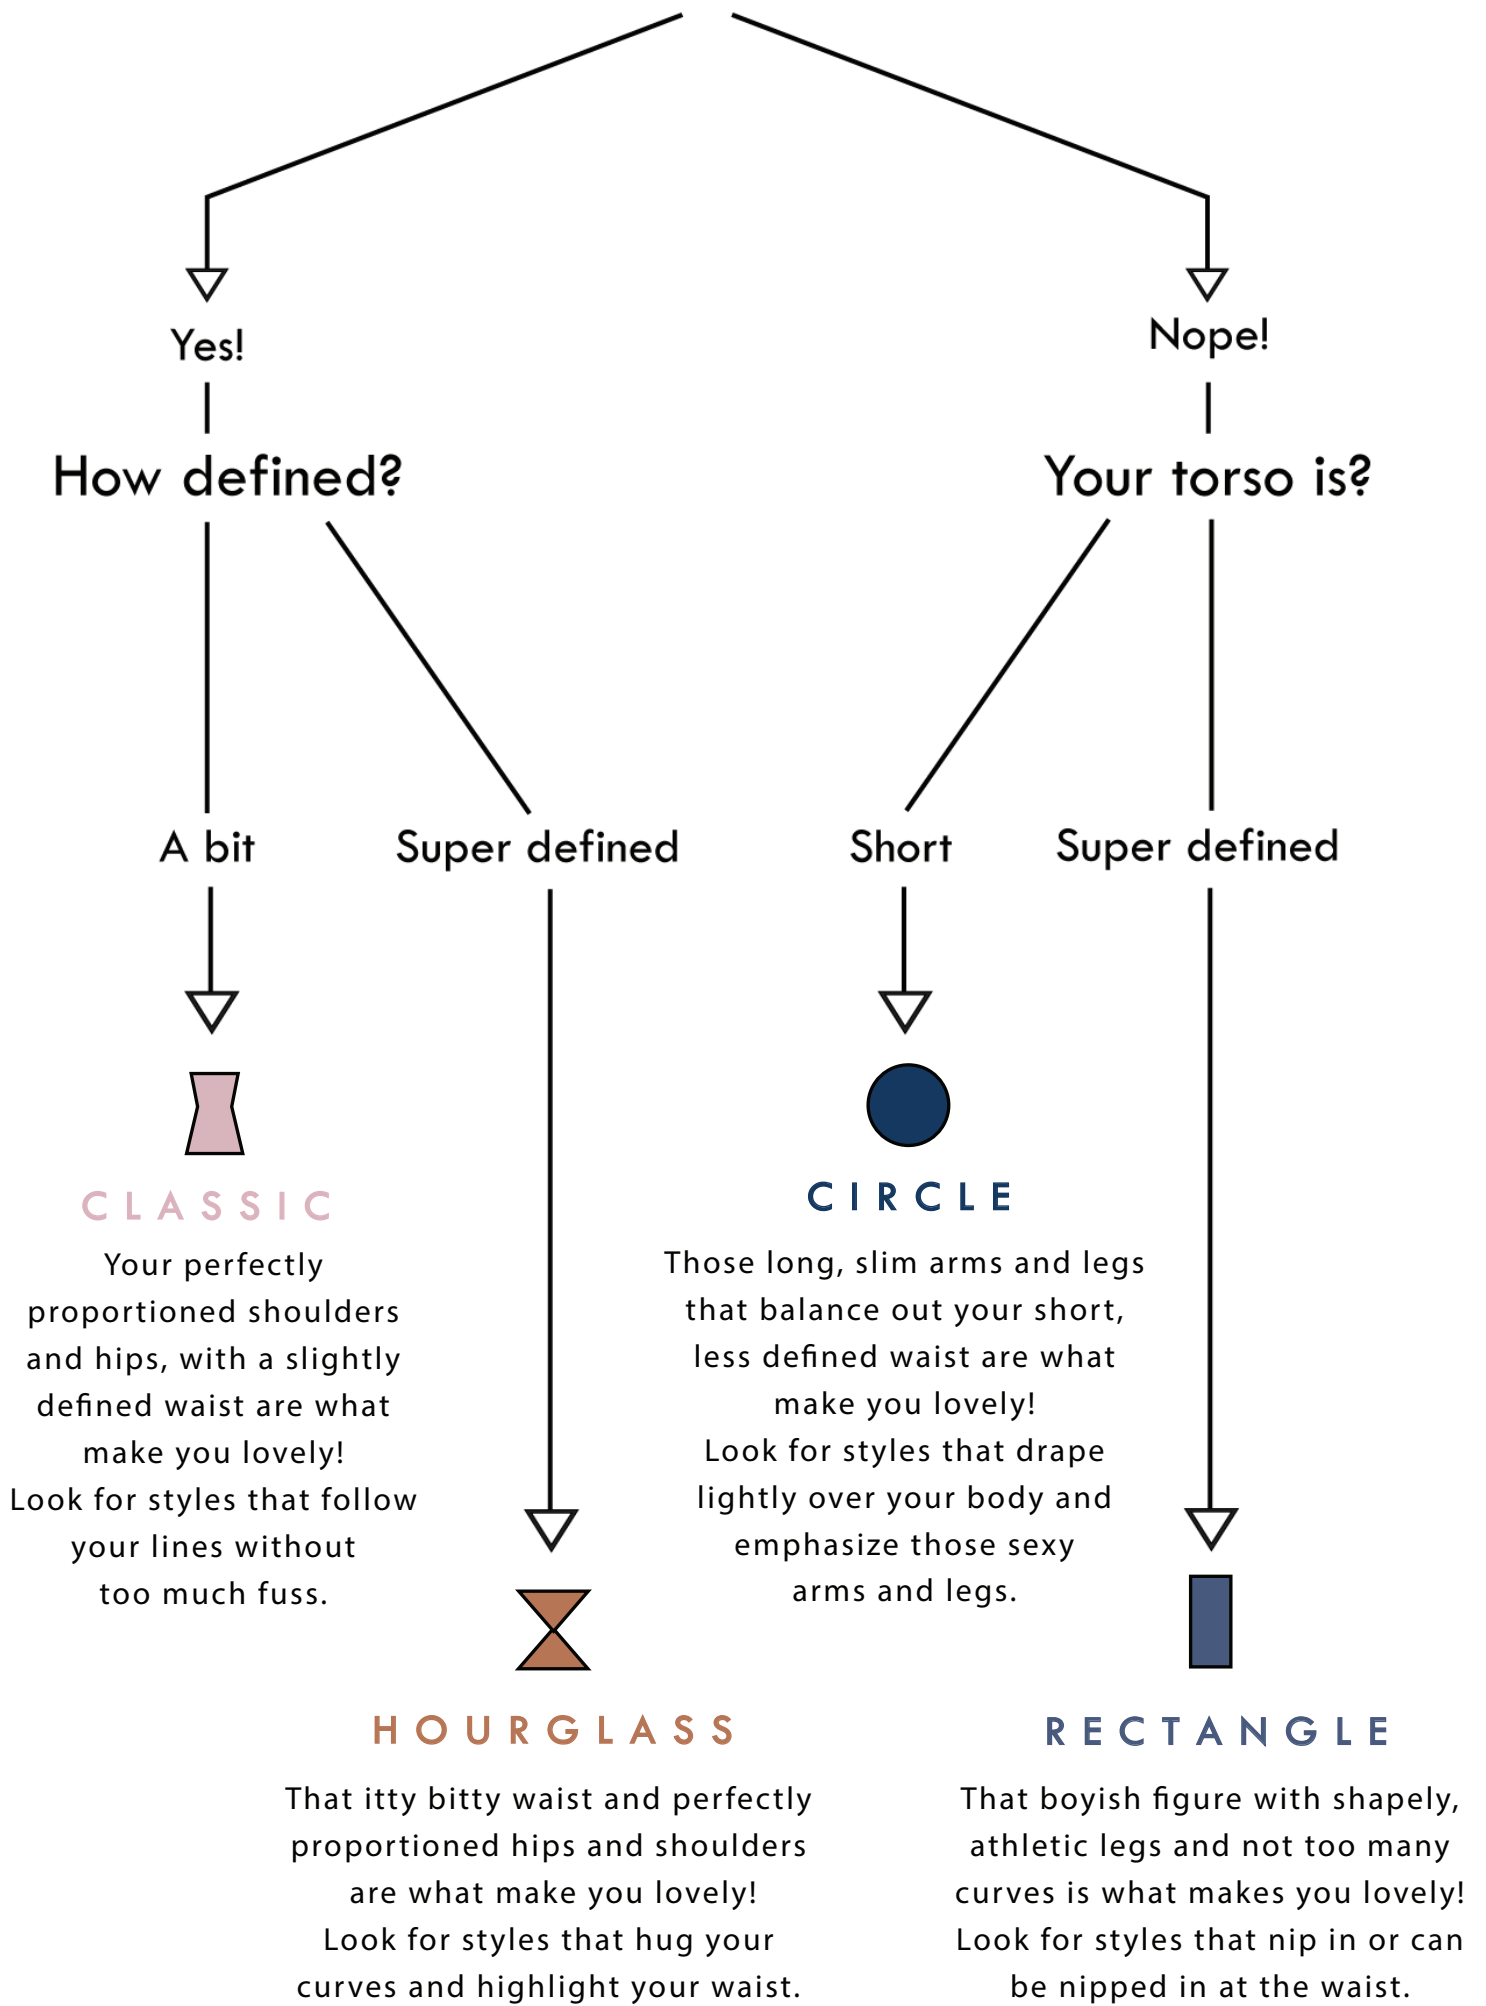 Yes!
Nope!
How defined?
Your torso is?
A bit
Super defined
Short
Super defined
CLASSIC
Your perfectly
proportioned shoulders
and hips, with a slightly
defined waist are what
make you lovely!
Look for styles that follow
your lines without
too much fuss.
CIRCLE
Those long, slim arms and legs
that balance out your short,
less defined waist are what
make you lovely!
Look for styles that drape
lightly over your body and
emphasize those sexy
arms and legs.
HOURGLASS
That itty bitty waist and perfectly
proportioned hips and shoulders
are what make you lovely!
Look for styles that hug your
curves and highlight your waist.
RECTANGLE
That boyish figure with shapely,
athletic legs and not too many
curves is what makes you lovely!
Look for styles that nip in or can
be nipped in at the waist.